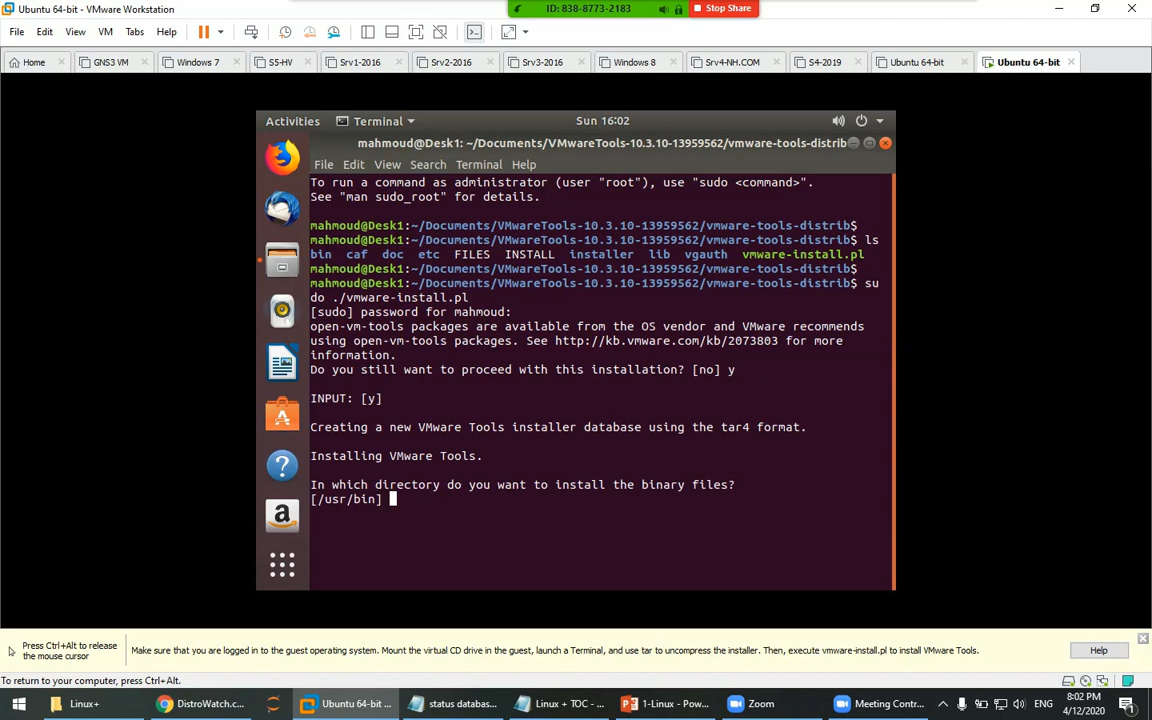 Ubuntu 64-bit - VMware Workstation
ID: 838-8773-2183
Stop Share
File Edit View VM Tabs Help
Home
GNS3 VM
Windows 7
S5-HV
Srv1-2016
Srv2-2016
Srv3-2016
Windows 8
Srv4-NH.COM
S4-2019
Ubuntu 64-bit
Ubuntu 64-bit
Activities Terminal Sun 16:02
mahmoud@Desk1: ~/Documents/VMwareTools-10.3.10-13959562/vmware-tools-distrib
File Edit View Search Terminal Help
To run a command as administrator (user "root"), use "sudo <command>".
See "man sudo_root" for details.
mahmoud@Desk1:~/Documents/VMwareTools-10.3.10-13959562/vmware-tools-distrib$
mahmoud@Desk1:~/Documents/VMwareTools-10.3.10-13959562/vmware-tools-distrib$ ls
bin caf doc etc FILES INSTALL installer lib vgauth vmware-install.pl
mahmoud@Desk1:~/Documents/VMwareTools-10.3.10-13959562/vmware-tools-distrib$
mahmoud@Desk1:~/Documents/VMwareTools-10.3.10-13959562/vmware-tools-distrib$ su
do ./vmware-install.pl
[sudo] password for mahmoud:
open-vm-tools packages are available from the OS vendor and VMware recommends
using open-vm-tools packages. See http://kb.vmware.com/kb/2073803 for more
information.
Do you still want to proceed with this installation? [no] y
INPUT: [y]
Creating a new VMware Tools installer database using the tar4 format.
Installing VMware Tools.
In which directory do you want to install the binary files?
[/usr/bin]
Press Ctrl+Alt to release
the mouse cursor
Make sure that you are logged in to the guest operating system. Mount the virtual CD drive in the guest, launch a Terminal, and use tar to uncompress the installer. Then, execute vmware-install.pl to install VMware Tools.
Help
To return to your computer, press Ctrl+Alt.
Linux+
DistroWatch.c...
Ubuntu 64-bit ...
status databas...
Linux + TOC - ...
1-Linux - Pow...
Zoom
Meeting Contr...
ENG
8:02 PM
4/12/2020
1